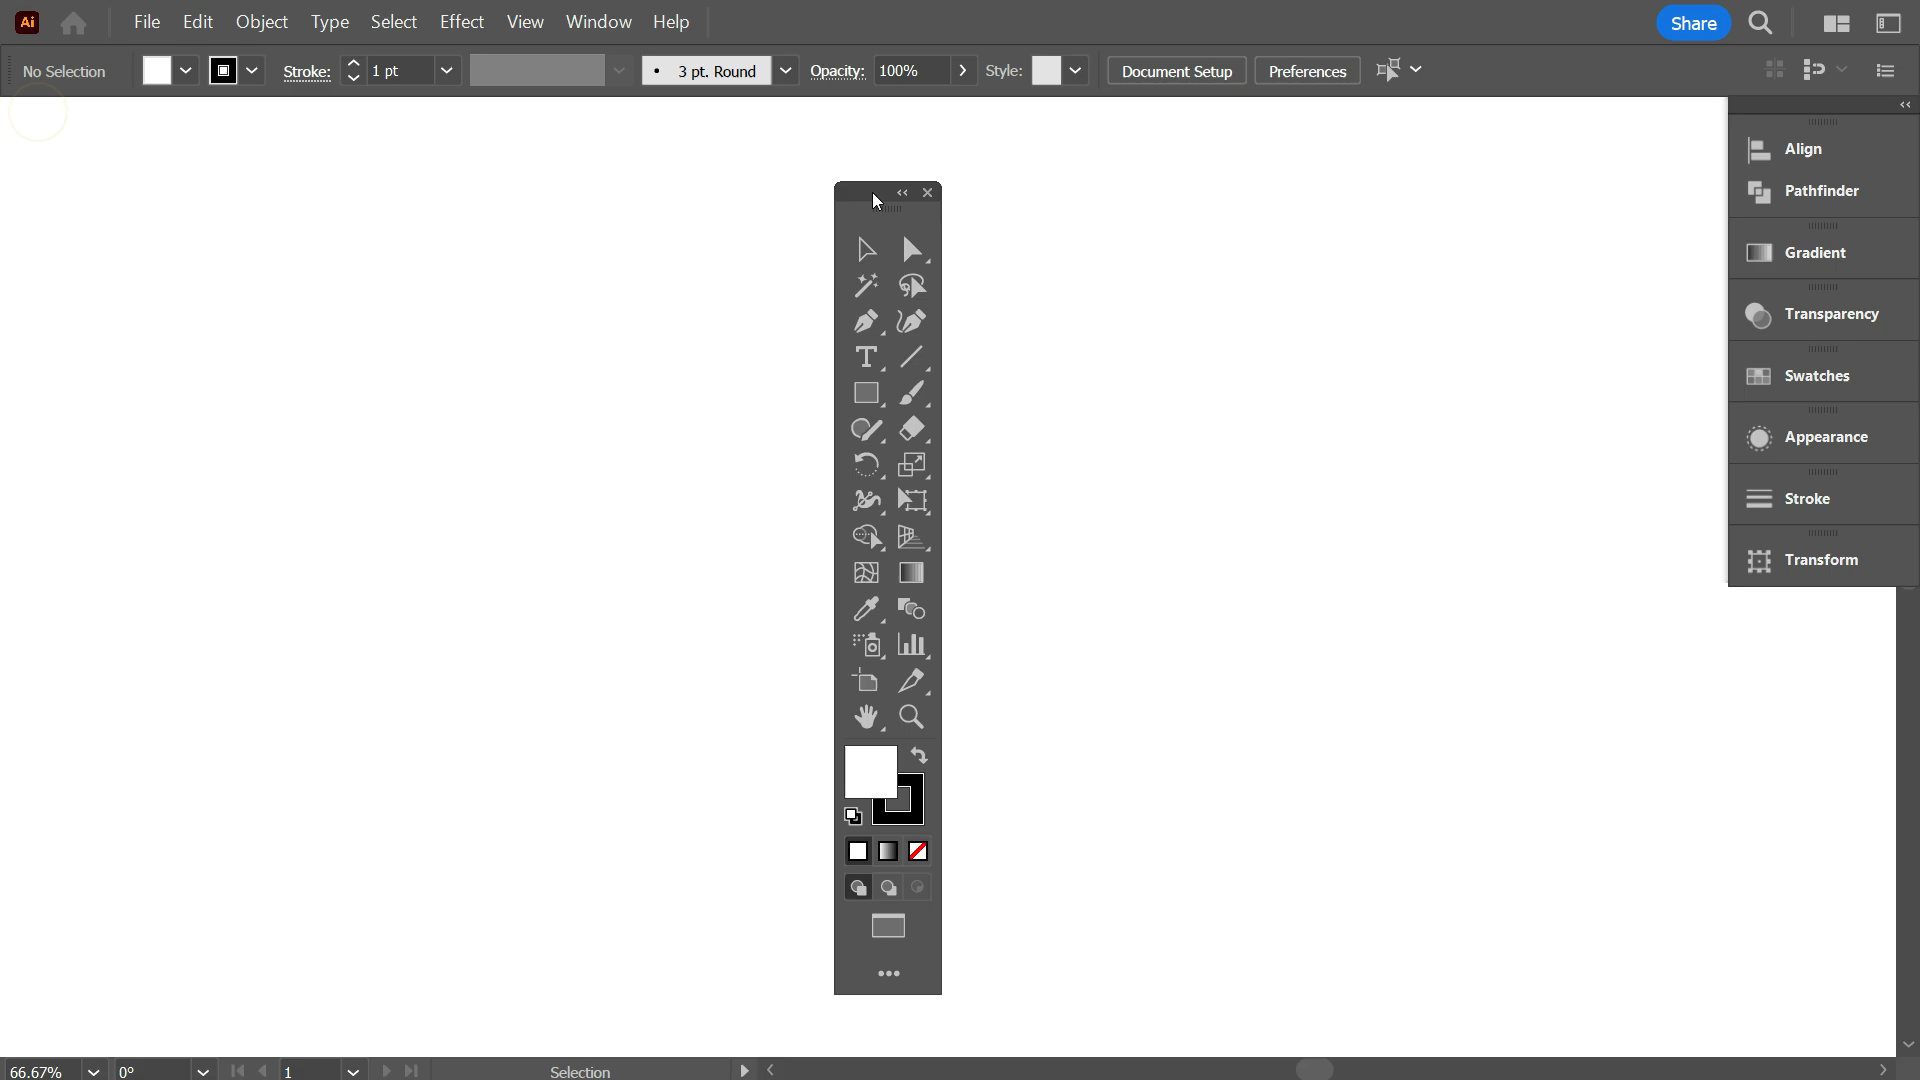 Ai File Edit Object Type Select Effect View Window Help Share
No Selection Stroke: 1 pt 3 pt. Round Opacity: 100% Style: Document Setup Preferences
Align
Pathfinder
Gradient
Transparency
Swatches
Appearance
Stroke
Transform
66.67% 0° 1 Selection